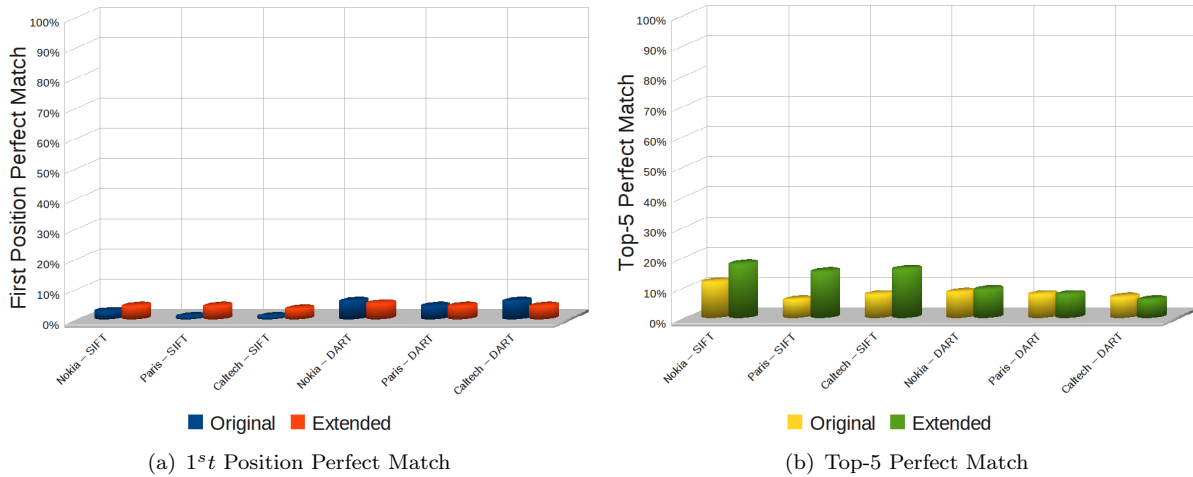 First Position Perfect Match
100%
90%
80%
70%
60%
50%
40%
30%
20%
10%
0%
Nokia – SIFT
Paris – SIFT
Caltech – SIFT
Nokia – DART
Paris – DART
Caltech – DART
Original Extended
(a) 1st Position Perfect Match
Top-5 Perfect Match
100%
90%
80%
70%
60%
50%
40%
30%
20%
10%
0%
Nokia – SIFT
Paris – SIFT
Caltech – SIFT
Nokia – DART
Paris – DART
Caltech – DART
Original Extended
(b) Top-5 Perfect Match